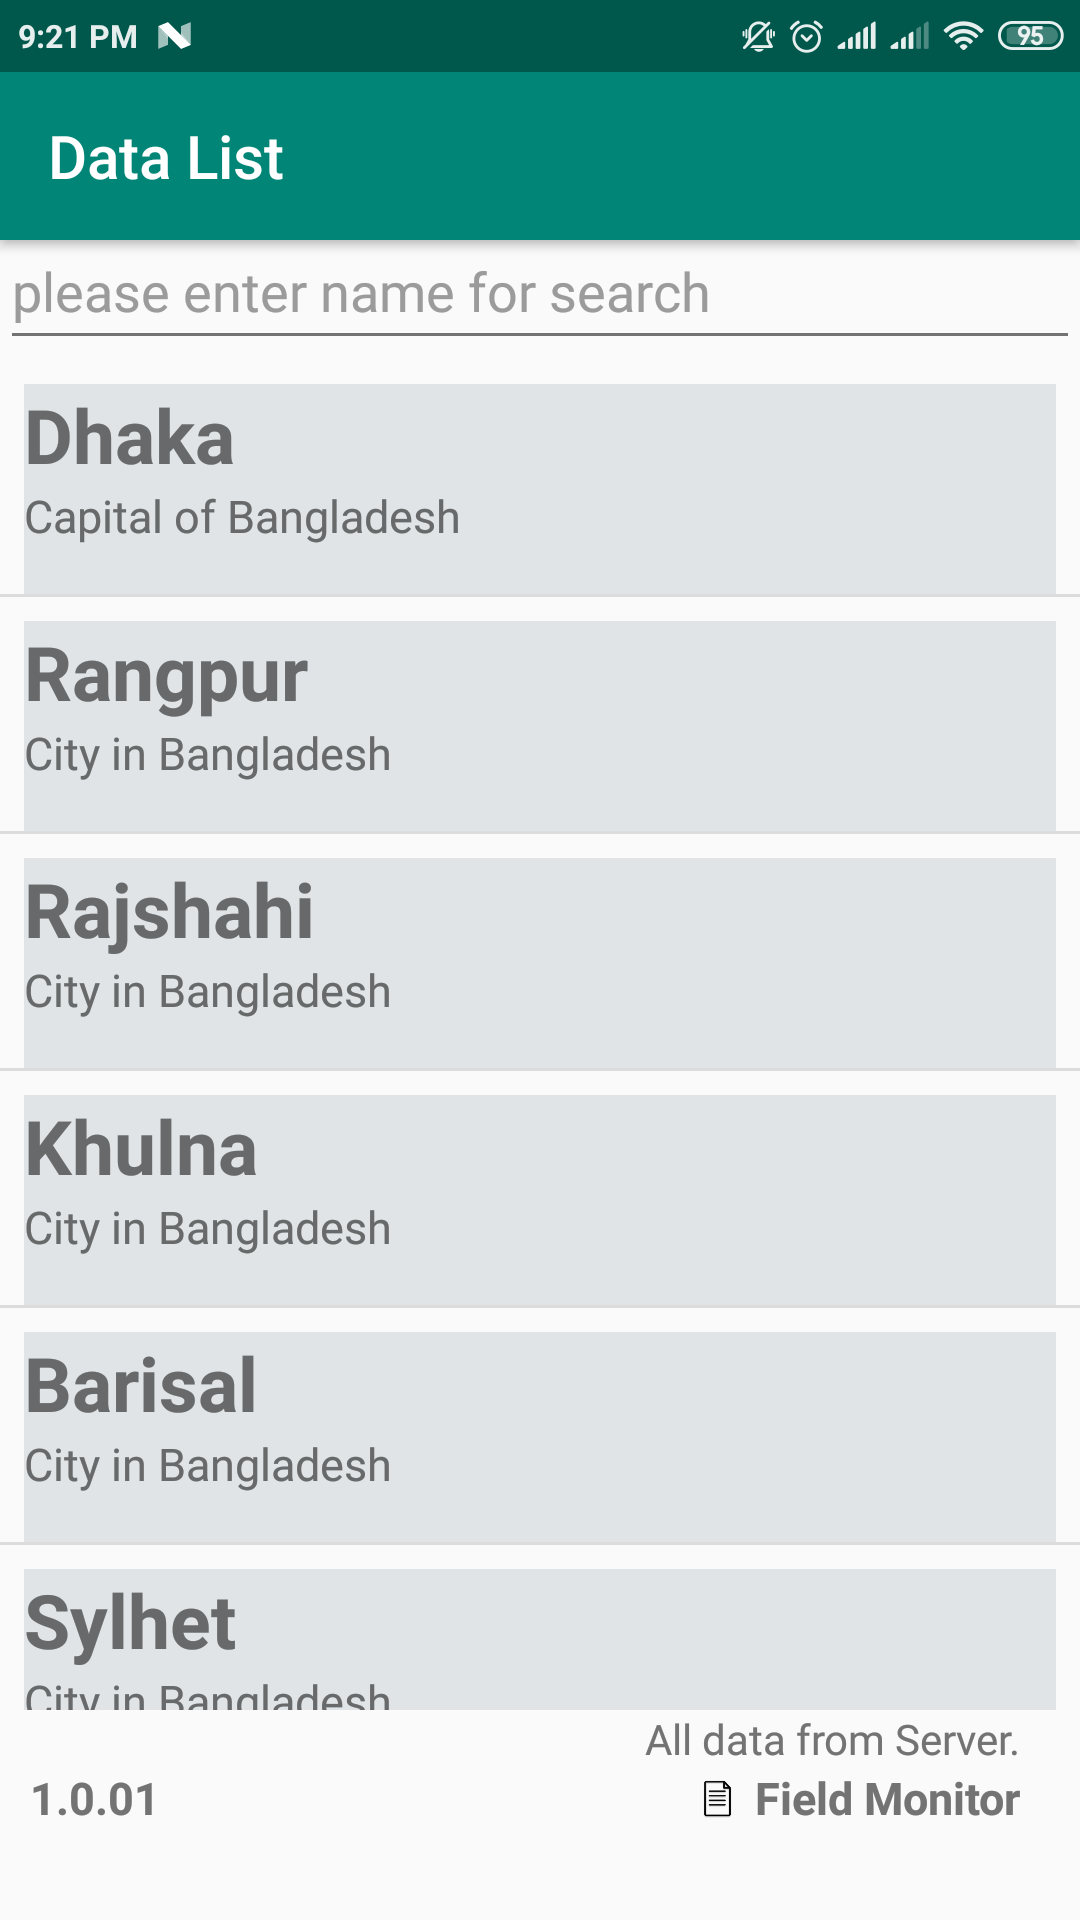 9:21 PM
95
Data List
please enter name for search
Dhaka
Capital of Bangladesh
Rangpur
City in Bangladesh
Rajshahi
City in Bangladesh
Khulna
City in Bangladesh
Barisal
City in Bangladesh
Sylhet
City in Bangladesh
All data from Server.
1.0.01
Field Monitor